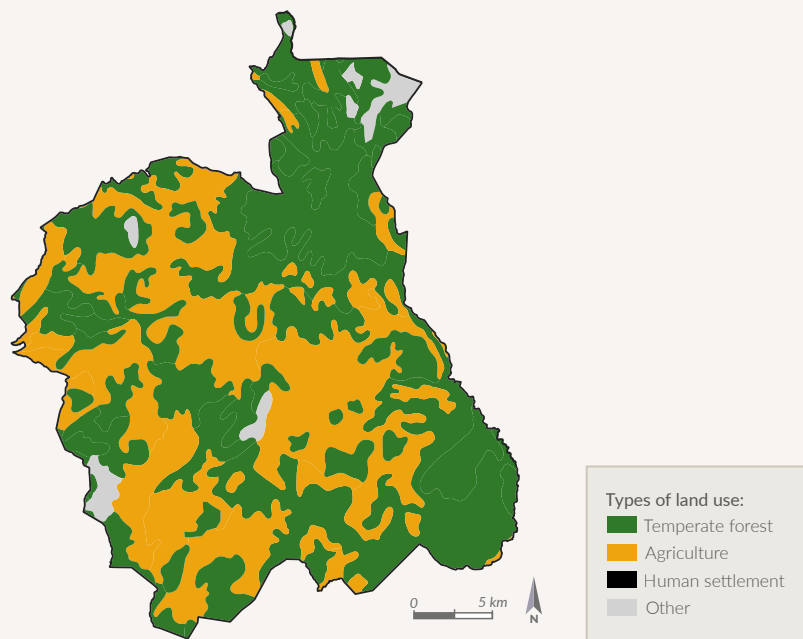 Types of land use:
Temperate forest
Agriculture
Human settlement
Other
0 5 km
N